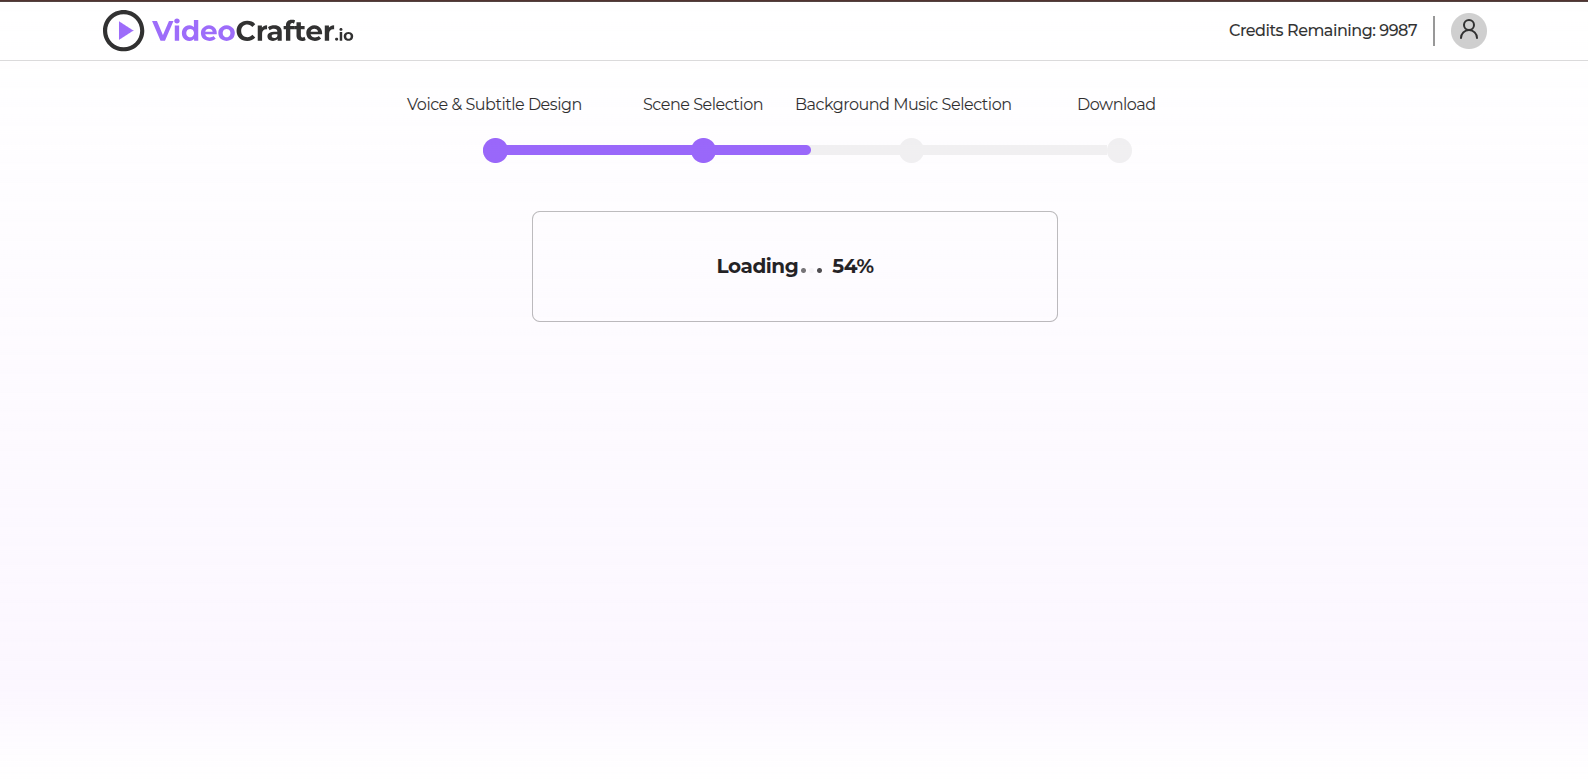 VideoCrafter.io
Credits Remaining: 9987
Voice & Subtitle Design
Scene Selection
Background Music Selection
Download
Loading. . 54%